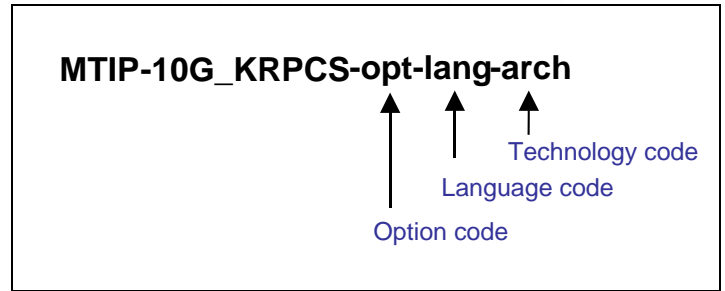 MTIP-10G_KRPCS-opt-lang-arch
Technology code
Language code
Option code